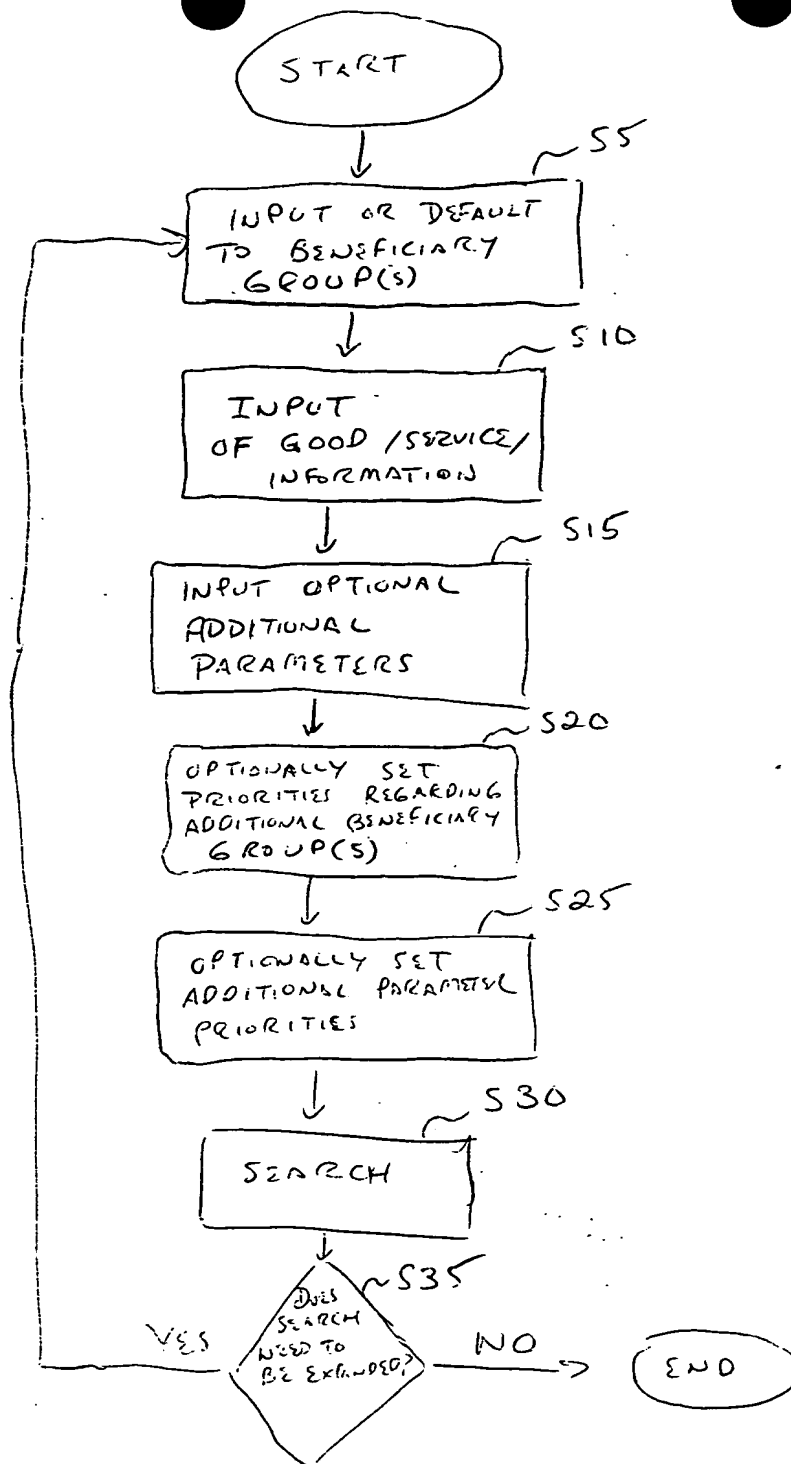 START
S5
INPUT OR DEFAULT
TO BENEFICIARY
GROUP(S)
S10
INPUT
OF GOOD /SERVICE/
INFORMATION
S15
INPUT OPTIONAL
ADDITIONAL
PARAMETERS
S20
OPTIONALLY SET
PRIORITIES REGARDING
ADDITIONAL BENEFICIARY
GROUP(S)
S25
OPTIONALLY SET
ADDITIONAL PARAMETER
PRIORITIES
S30
SEARCH
S35
DOES
SEARCH
NEED TO
BE EXPANDED?
YES
NO
END